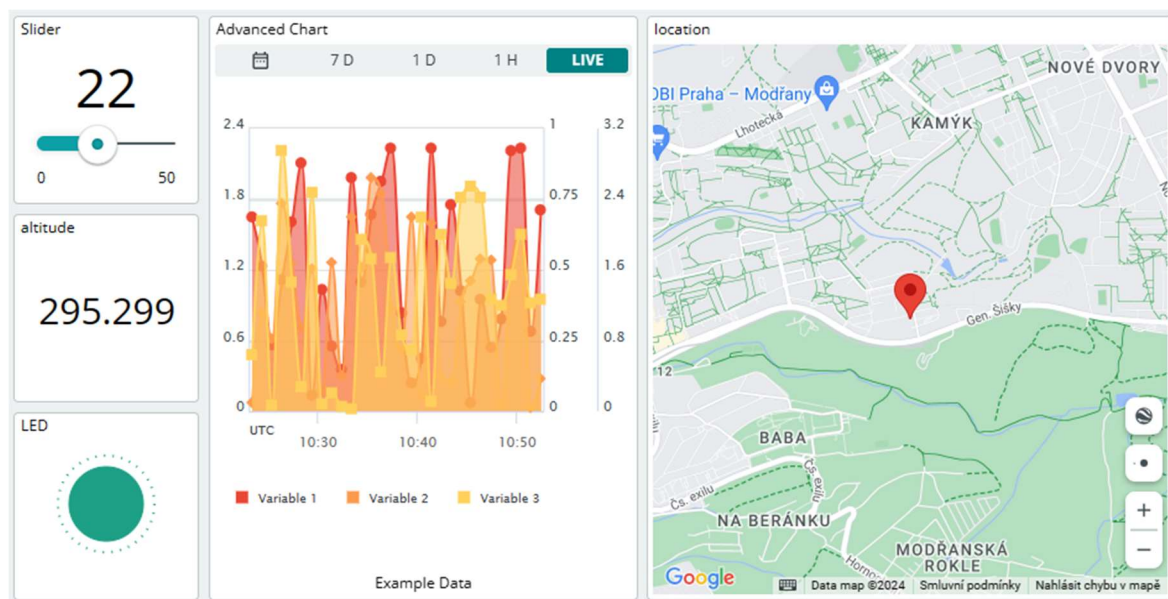 Slider
22
0 50
altitude
295.299
LED
Advanced Chart
7 D 1 D 1 H LIVE
2.4 1 3.2
1.8 0.75 2.4
1.2 0.5 1.6
0.6 0.25 0.8
0 0 0
UTC
10:30 10:40 10:50
Variable 1 Variable 2 Variable 3
Example Data
location
NOVÉ DVORY
OBI Praha – Modřany
Lhotecká
KAMÝK
Gen. Šišky
12
BABA
Čs. exilu
Čs. exilu
NA BERÁNKU
MODŘANSKÁ
ROKLE
Google
Data map ©2024 Smluvní podmínky Nahlásit chybu v mapě